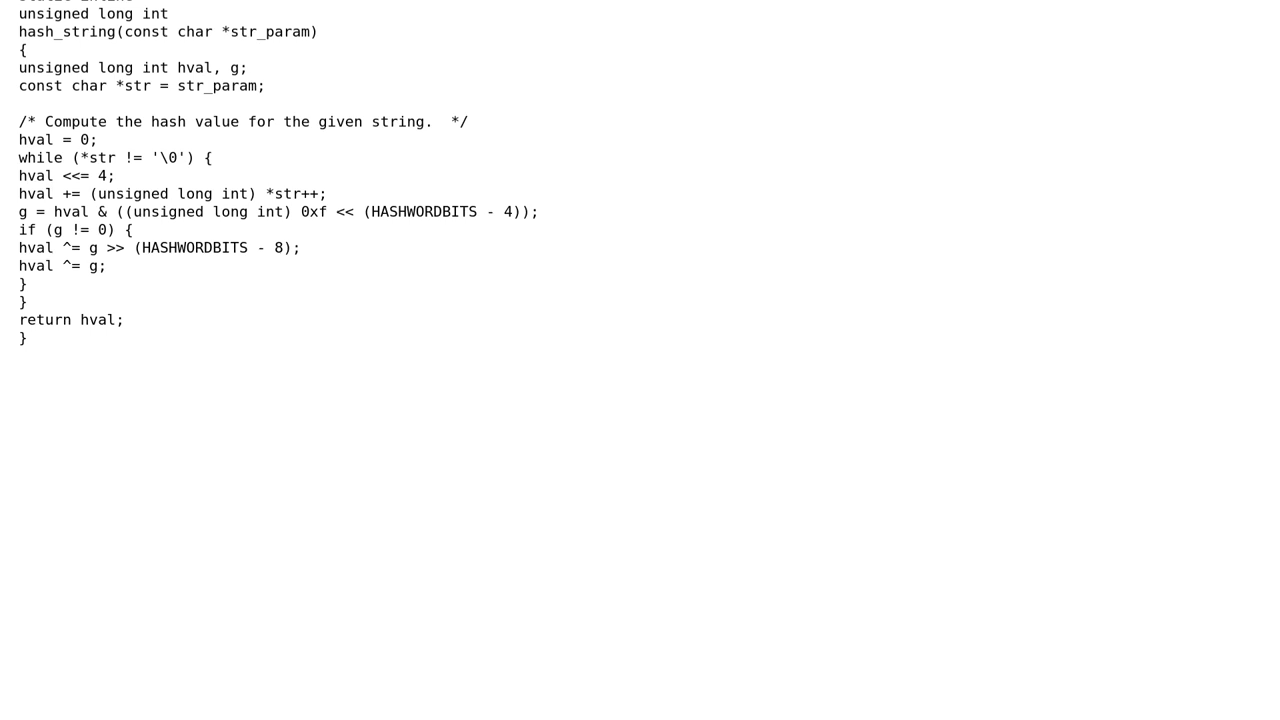 unsigned long int
hash_string(const char *str_param)
{
unsigned long int hval, g;
const char *str = str_param;

/* Compute the hash value for the given string.  */
hval = 0;
while (*str != '\0') {
hval <<= 4;
hval += (unsigned long int) *str++;
g = hval & ((unsigned long int) 0xf << (HASHWORDBITS - 4));
if (g != 0) {
hval ^= g >> (HASHWORDBITS - 8);
hval ^= g;
}
}
return hval;
}